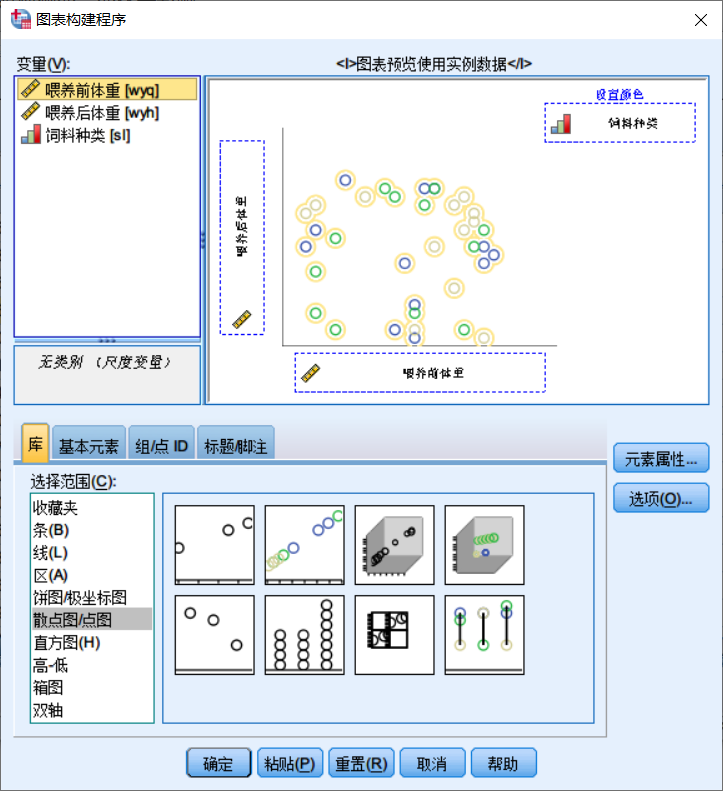 图表构建程序
变量(V):
<I>图表预览使用实例数据</I>
喂养前体重 [wyq]
喂养后体重 [wyh]
饲料种类 [sl]
设置颜色
饲料种类
喂养后体重
喂养前体重
无类别 （尺度变量）
库
基本元素
组/点 ID
标题/脚注
选择范围(C):
收藏夹
条(B)
线(L)
区(A)
饼图/极坐标图
散点图/点图
直方图(H)
高-低
箱图
双轴
元素属性...
选项(O)...
确定
粘贴(P)
重置(R)
取消
帮助